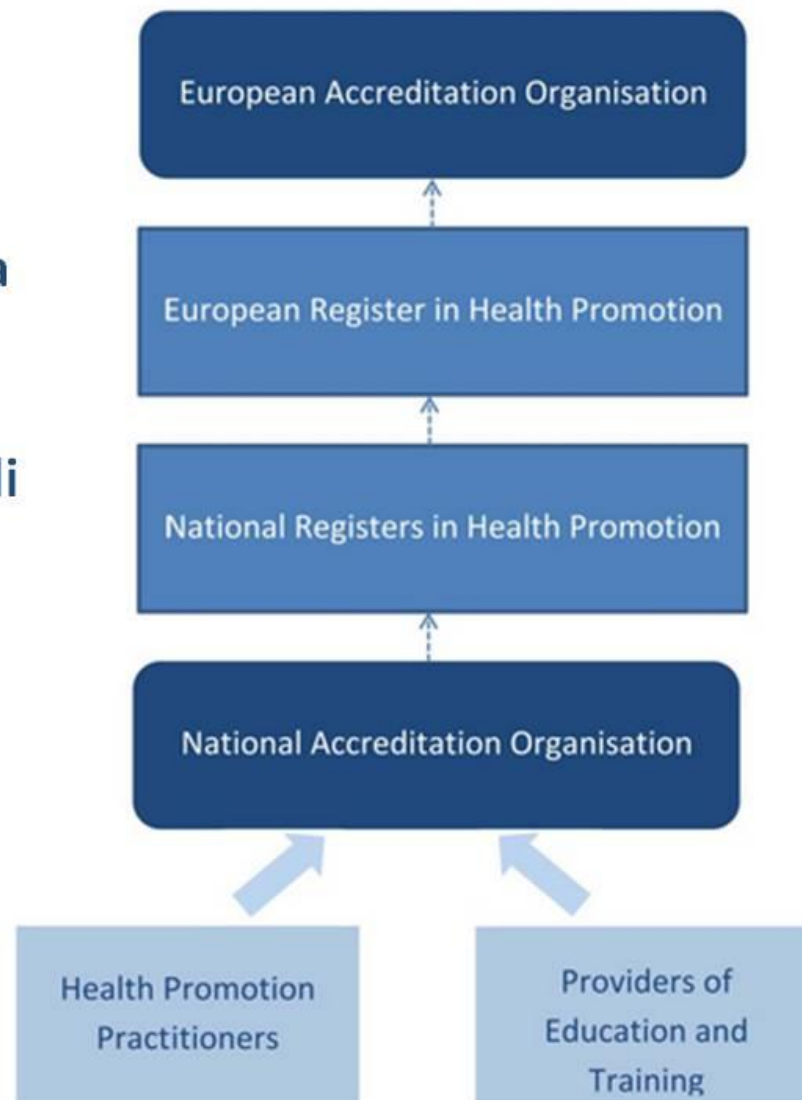 European Accreditation Organisation
a
European Register in Health Promotion
li
National Registers in Health Promotion
National Accreditation Organisation
Health Promotion
Practitioners
Providers of
Education and
Training